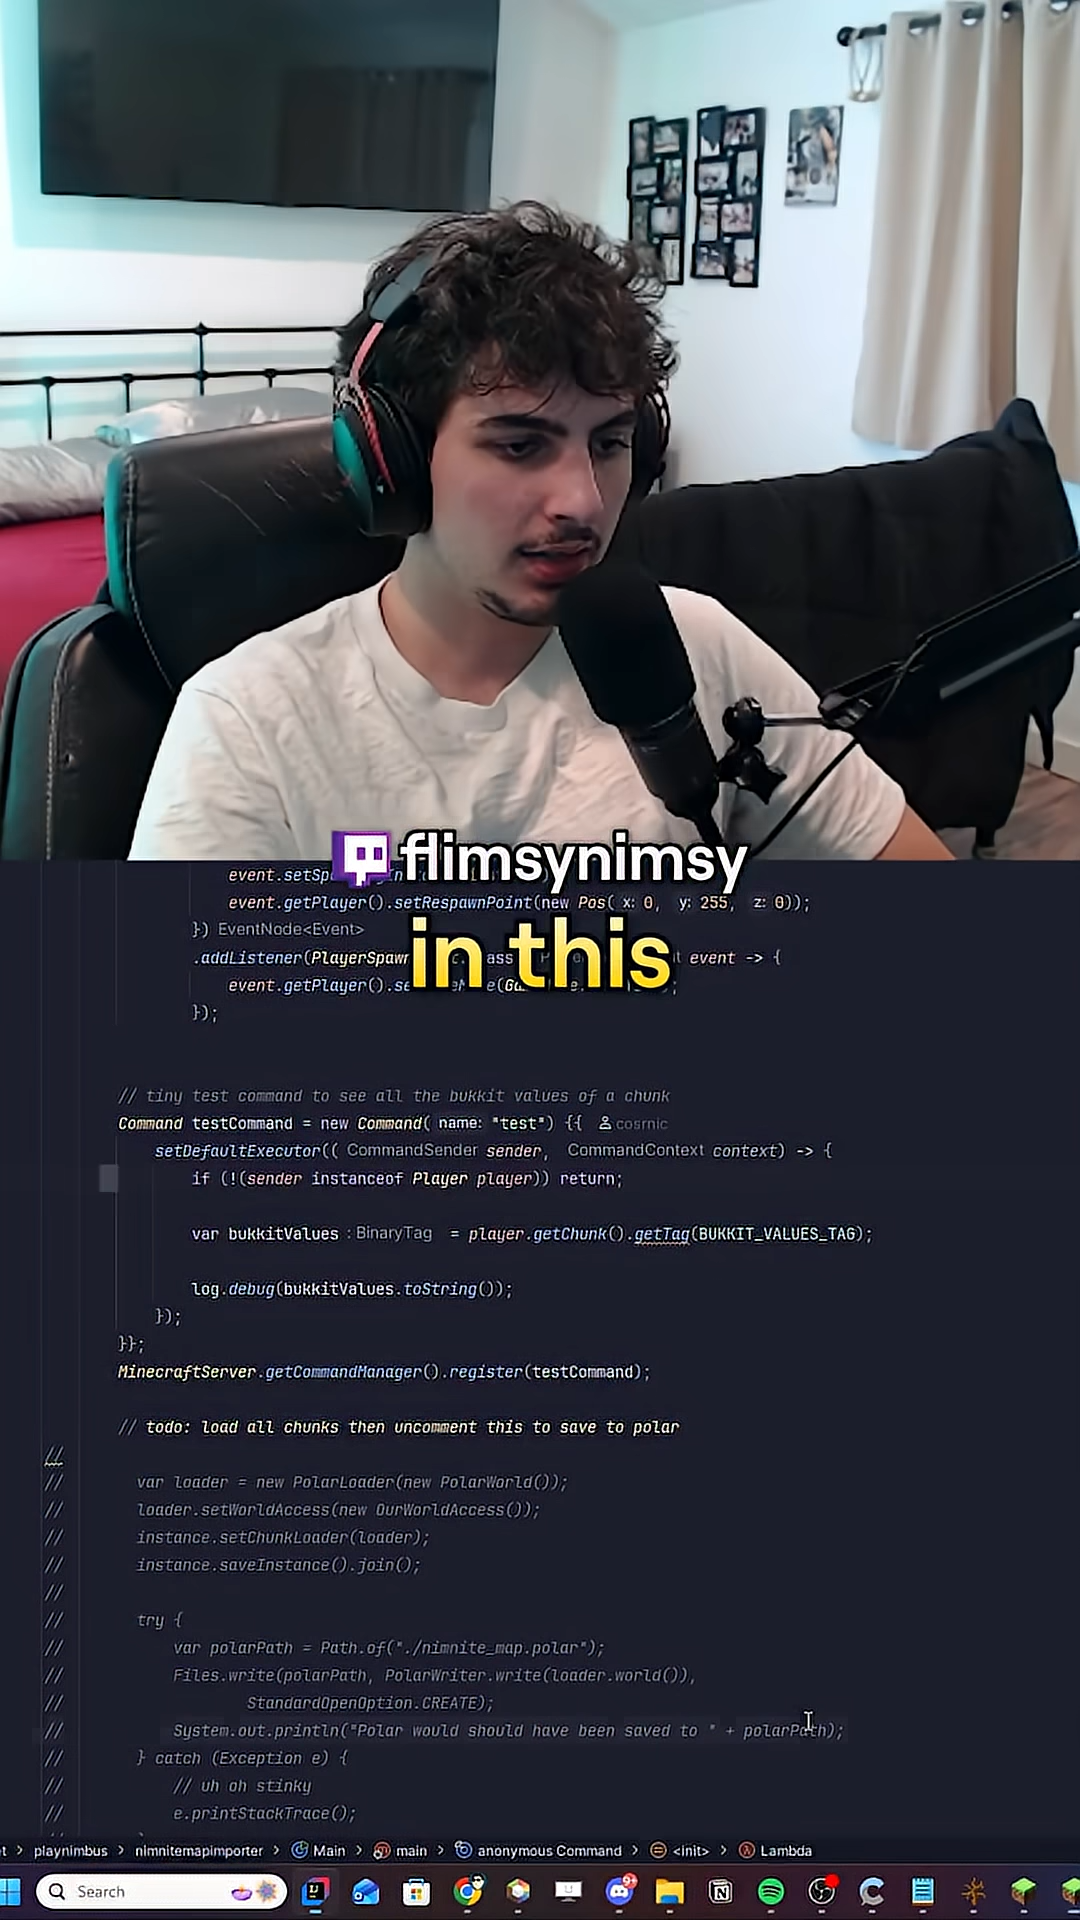 flimsynimsy
in this
event.getPlayer().setRespawnPoint(new Pos( x: 0, y: 255, z: 0));
}) EventNode<Event>
.addListener( event -> {
event.getPlayer()
});
// tiny test command to see all the bukkit values of a chunk
Command testCommand = new Command( name: "test") {{ cosrnic
setDefaultExecutor(( CommandSender sender, CommandContext context) -> {
if (!(sender instanceof Player player)) return;
var bukkitValues : BinaryTag = player.getChunk().getTag(BUKKIT_VALUES_TAG);
log.debug(bukkitValues.toString());
});
}};
MinecraftServer.getCommandManager().register(testCommand);
// todo: load all chunks then uncomment this to save to polar
//
// var loader = new PolarLoader(new PolarWorld());
// loader.setWorldAccess(new OurWorldAccess());
// instance.setChunkLoader(loader);
// instance.saveInstance().join();
//
// try {
// var polarPath = Path.of("./nimnite_map.polar");
// Files.write(polarPath, PolarWriter.write(loader.world()),
// StandardOpenOption.CREATE);
// System.out.println("Polar would should have been saved to " + polarPath);
// } catch (Exception e) {
// // uh oh stinky
// e.printStackTrace();
playnimbus > nimnitemapimporter > Main > main > anonymous Command > <init> > Lambda
Search
9+